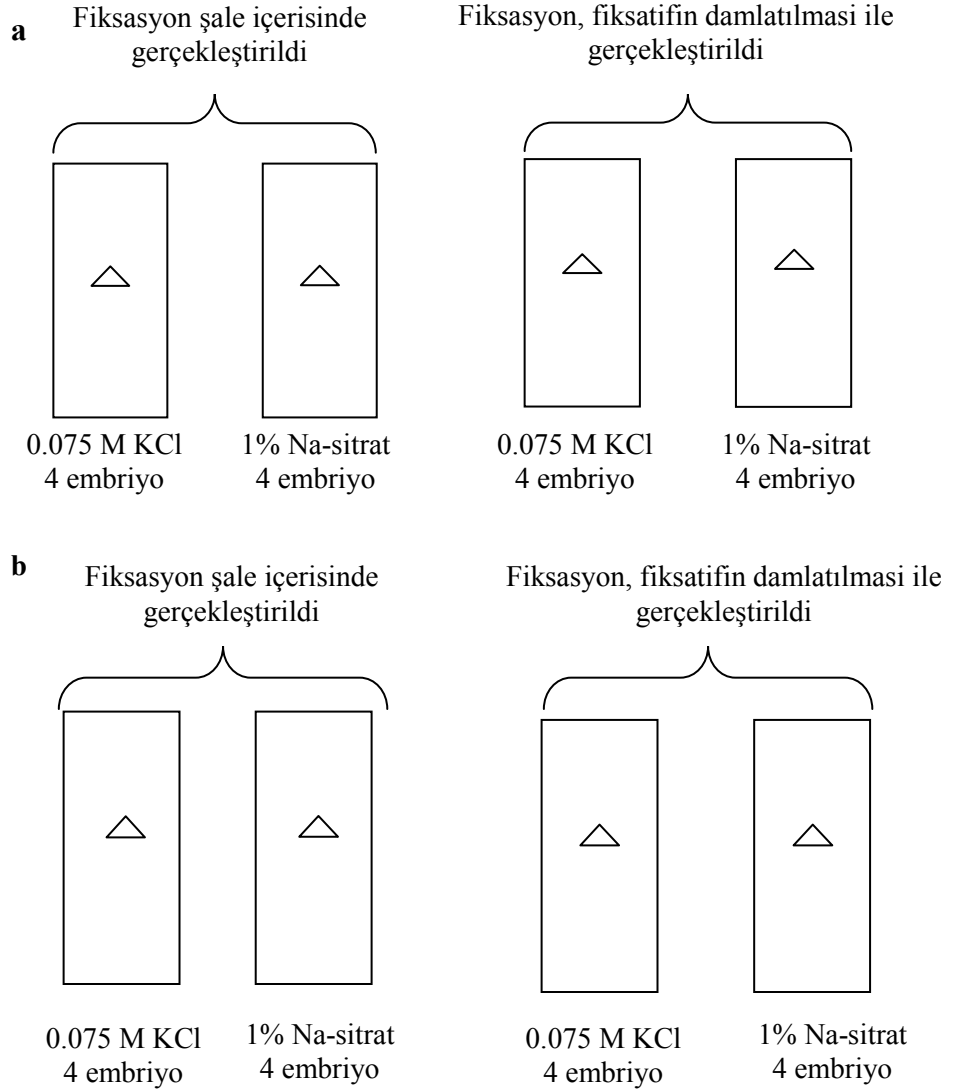 a
Fiksasyon şale içerisinde
gerçekleştirildi
Fiksasyon, fiksatifin damlatılması ile
gerçekleştirildi
0.075 M KCl
4 embriyo
1% Na-sitrat
4 embriyo
0.075 M KCl
4 embriyo
1% Na-sitrat
4 embriyo
b
Fiksasyon şale içerisinde
gerçekleştirildi
Fiksasyon, fiksatifin damlatılmasi ile
gerçekleştirildi
0.075 M KCl
4 embriyo
1% Na-sitrat
4 embriyo
0.075 M KCl
4 embriyo
1% Na-sitrat
4 embriyo